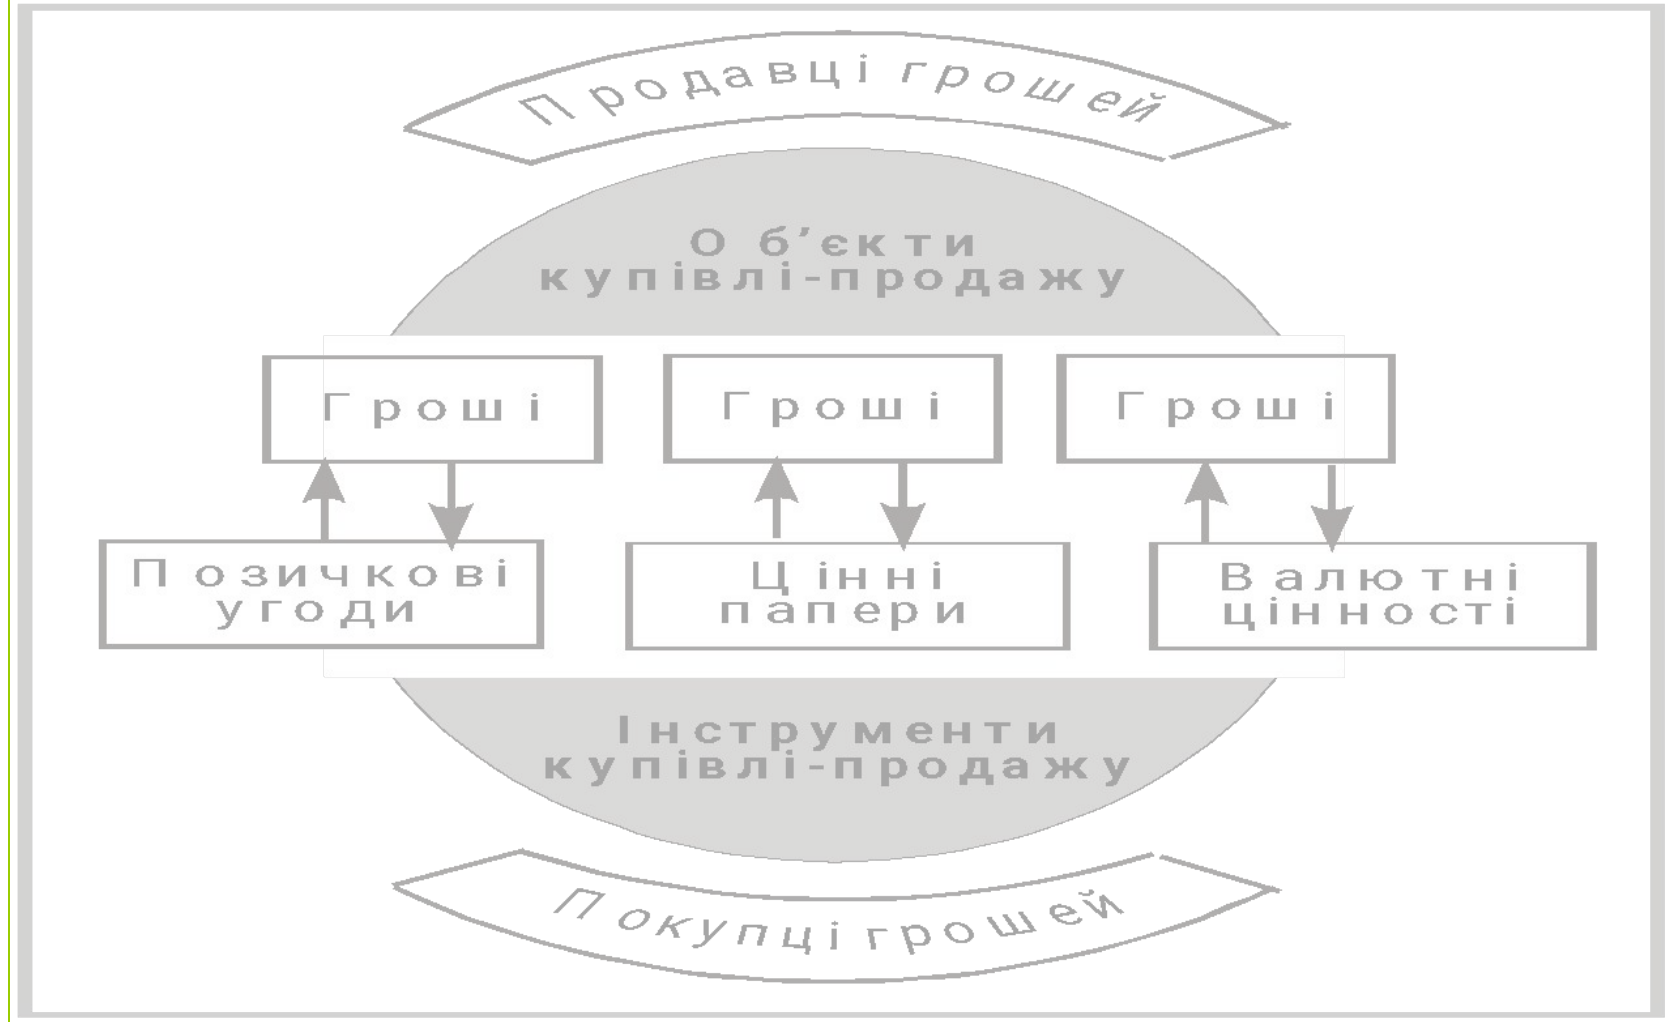 Продавці грошей
Об’єкти
купівлі-продажу
Гроші
Гроші
Гроші
Позичкові
угоди
Цінні
папери
Валютні
цінності
Інструменти
купівлі-продажу
Покупці грошей